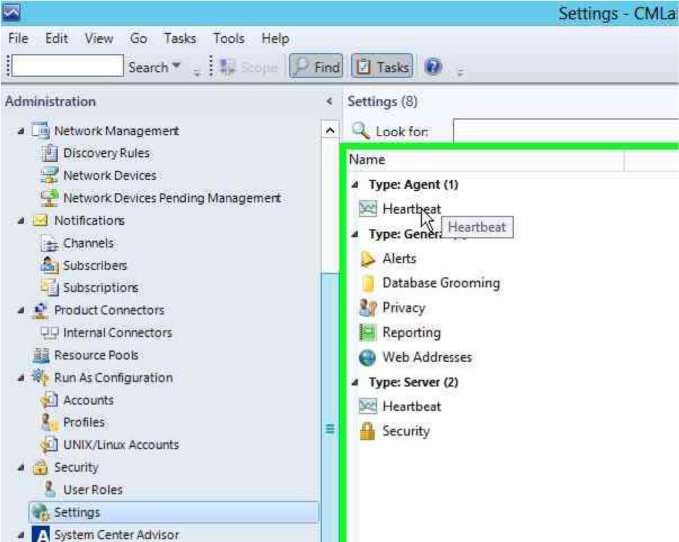 Settings - CMLa
File Edit View Go Tasks Tools Help
Search Scope Find Tasks
Administration
Network Management
Discovery Rules
Network Devices
Network Devices Pending Management
Notifications
Channels
Subscribers
Subscriptions
Product Connectors
Internal Connectors
Resource Pools
Run As Configuration
Accounts
Profiles
UNIX/Linux Accounts
Security
User Roles
Settings
System Center Advisor
Settings (8)
Look for:
Name
Type: Agent (1)
Heartbeat
Heartbeat
Type: Gener
Alerts
Database Grooming
Privacy
Reporting
Web Addresses
Type: Server (2)
Heartbeat
Security